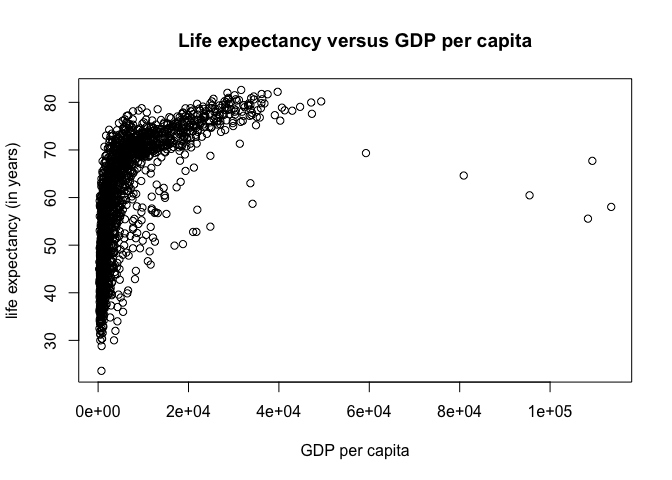 Life expectancy versus GDP per capita
80
70
60
50
40
30
life expectancy (in years)
0e+00 2e+04 4e+04 6e+04 8e+04 1e+05
GDP per capita